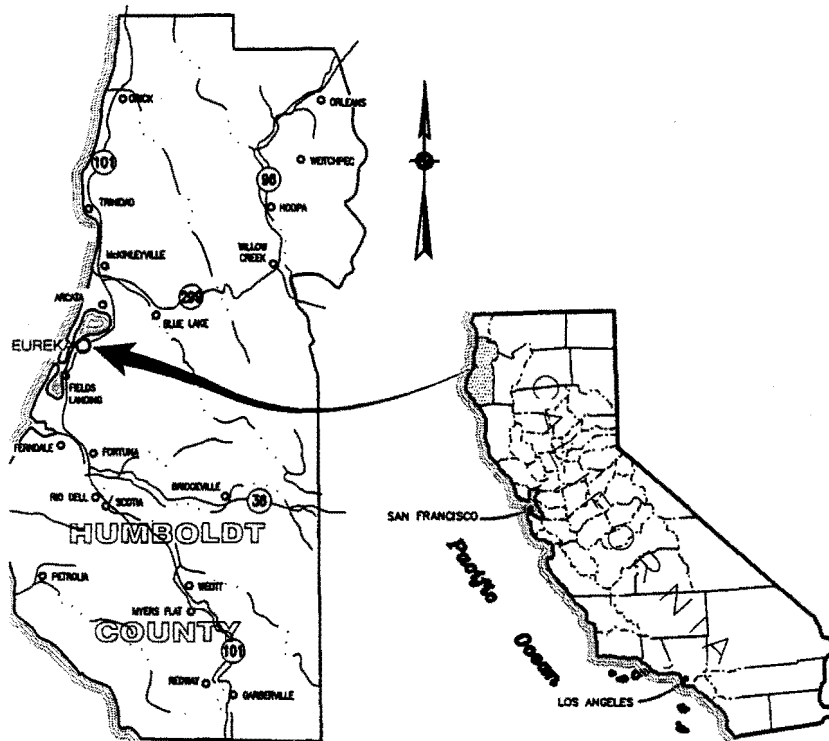 ORICK
ORLEANS
101
WEITCHPEC
96
HOOPA
TRINIDAD
McKINLEYVILLE
WILLOW
CREEK
299
ARCATA
BLUE LAKE
EUREKA
FIELDS
LANDING
FERNDALE
FORTUNA
BRIDGEVILLE
RIO DELL
SCOTIA
36
HUMBOLDT
PETROLIA
WEOTT
MYERS FLAT
COUNTY
101
REDWAY
GARBERVILLE
SAN FRANCISCO
Pacific
Ocean
LOS ANGELES